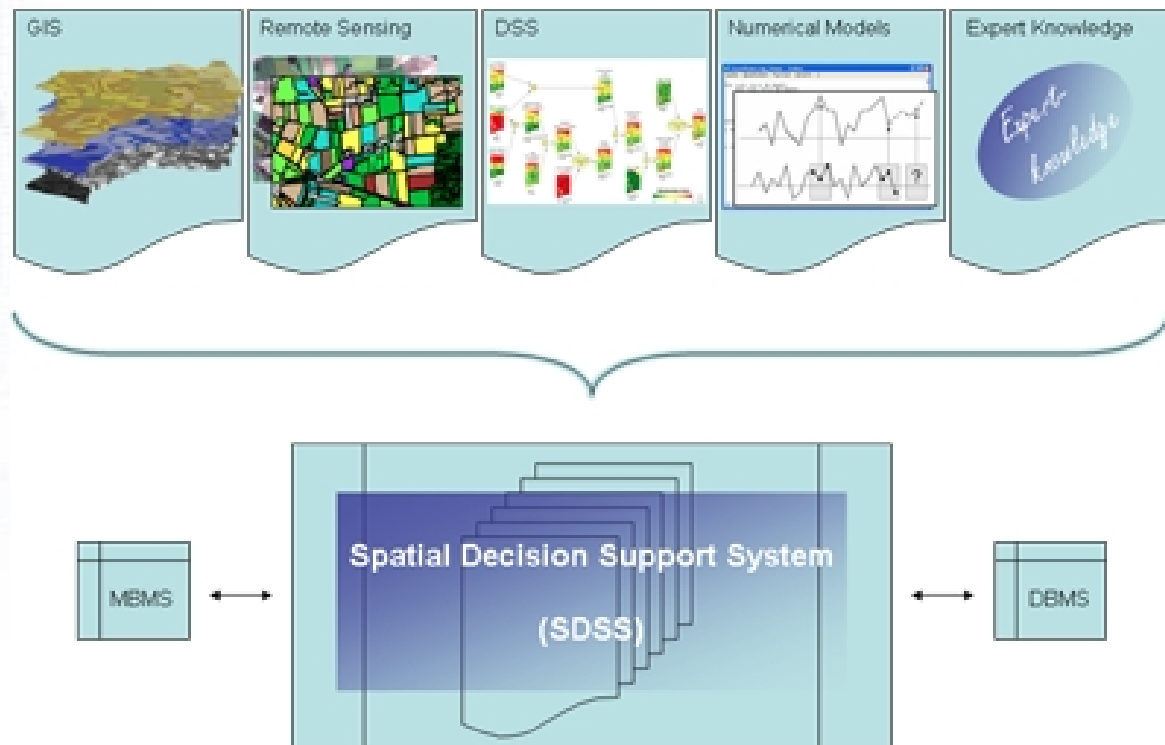 GIS
Remote Sensing
DSS
Numerical Models
Expert Knowledge
?
Expert-
knowledge
Spatial Decision Support System
(SDSS)
MBMS
DBMS